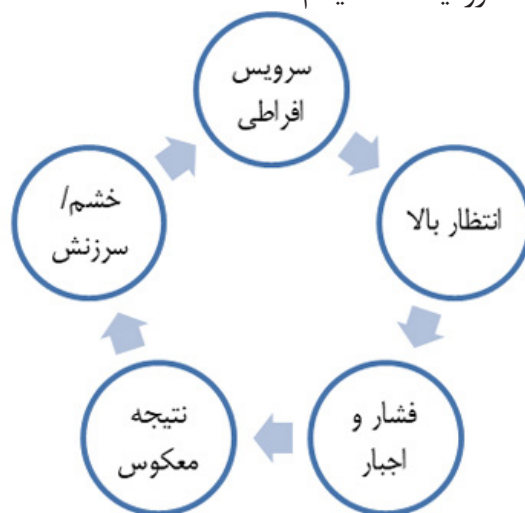 سرویس
افراطی
انتظار بالا
فشار و
اجبار
نتیجه
معکوس
خشم/
سرزنش